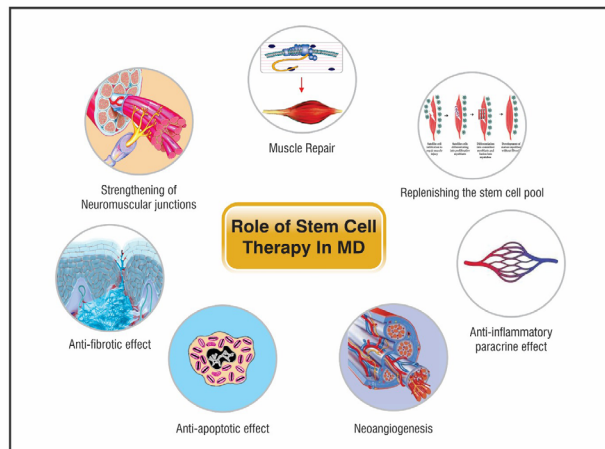 Muscle Repair
Strengthening of
Neuromuscular junctions
Replenishing the stem cell pool
Role of Stem Cell
Therapy In MD
Anti-fibrotic effect
Anti-inflammatory
paracrine effect
Anti-apoptotic effect
Neoangiogenesis